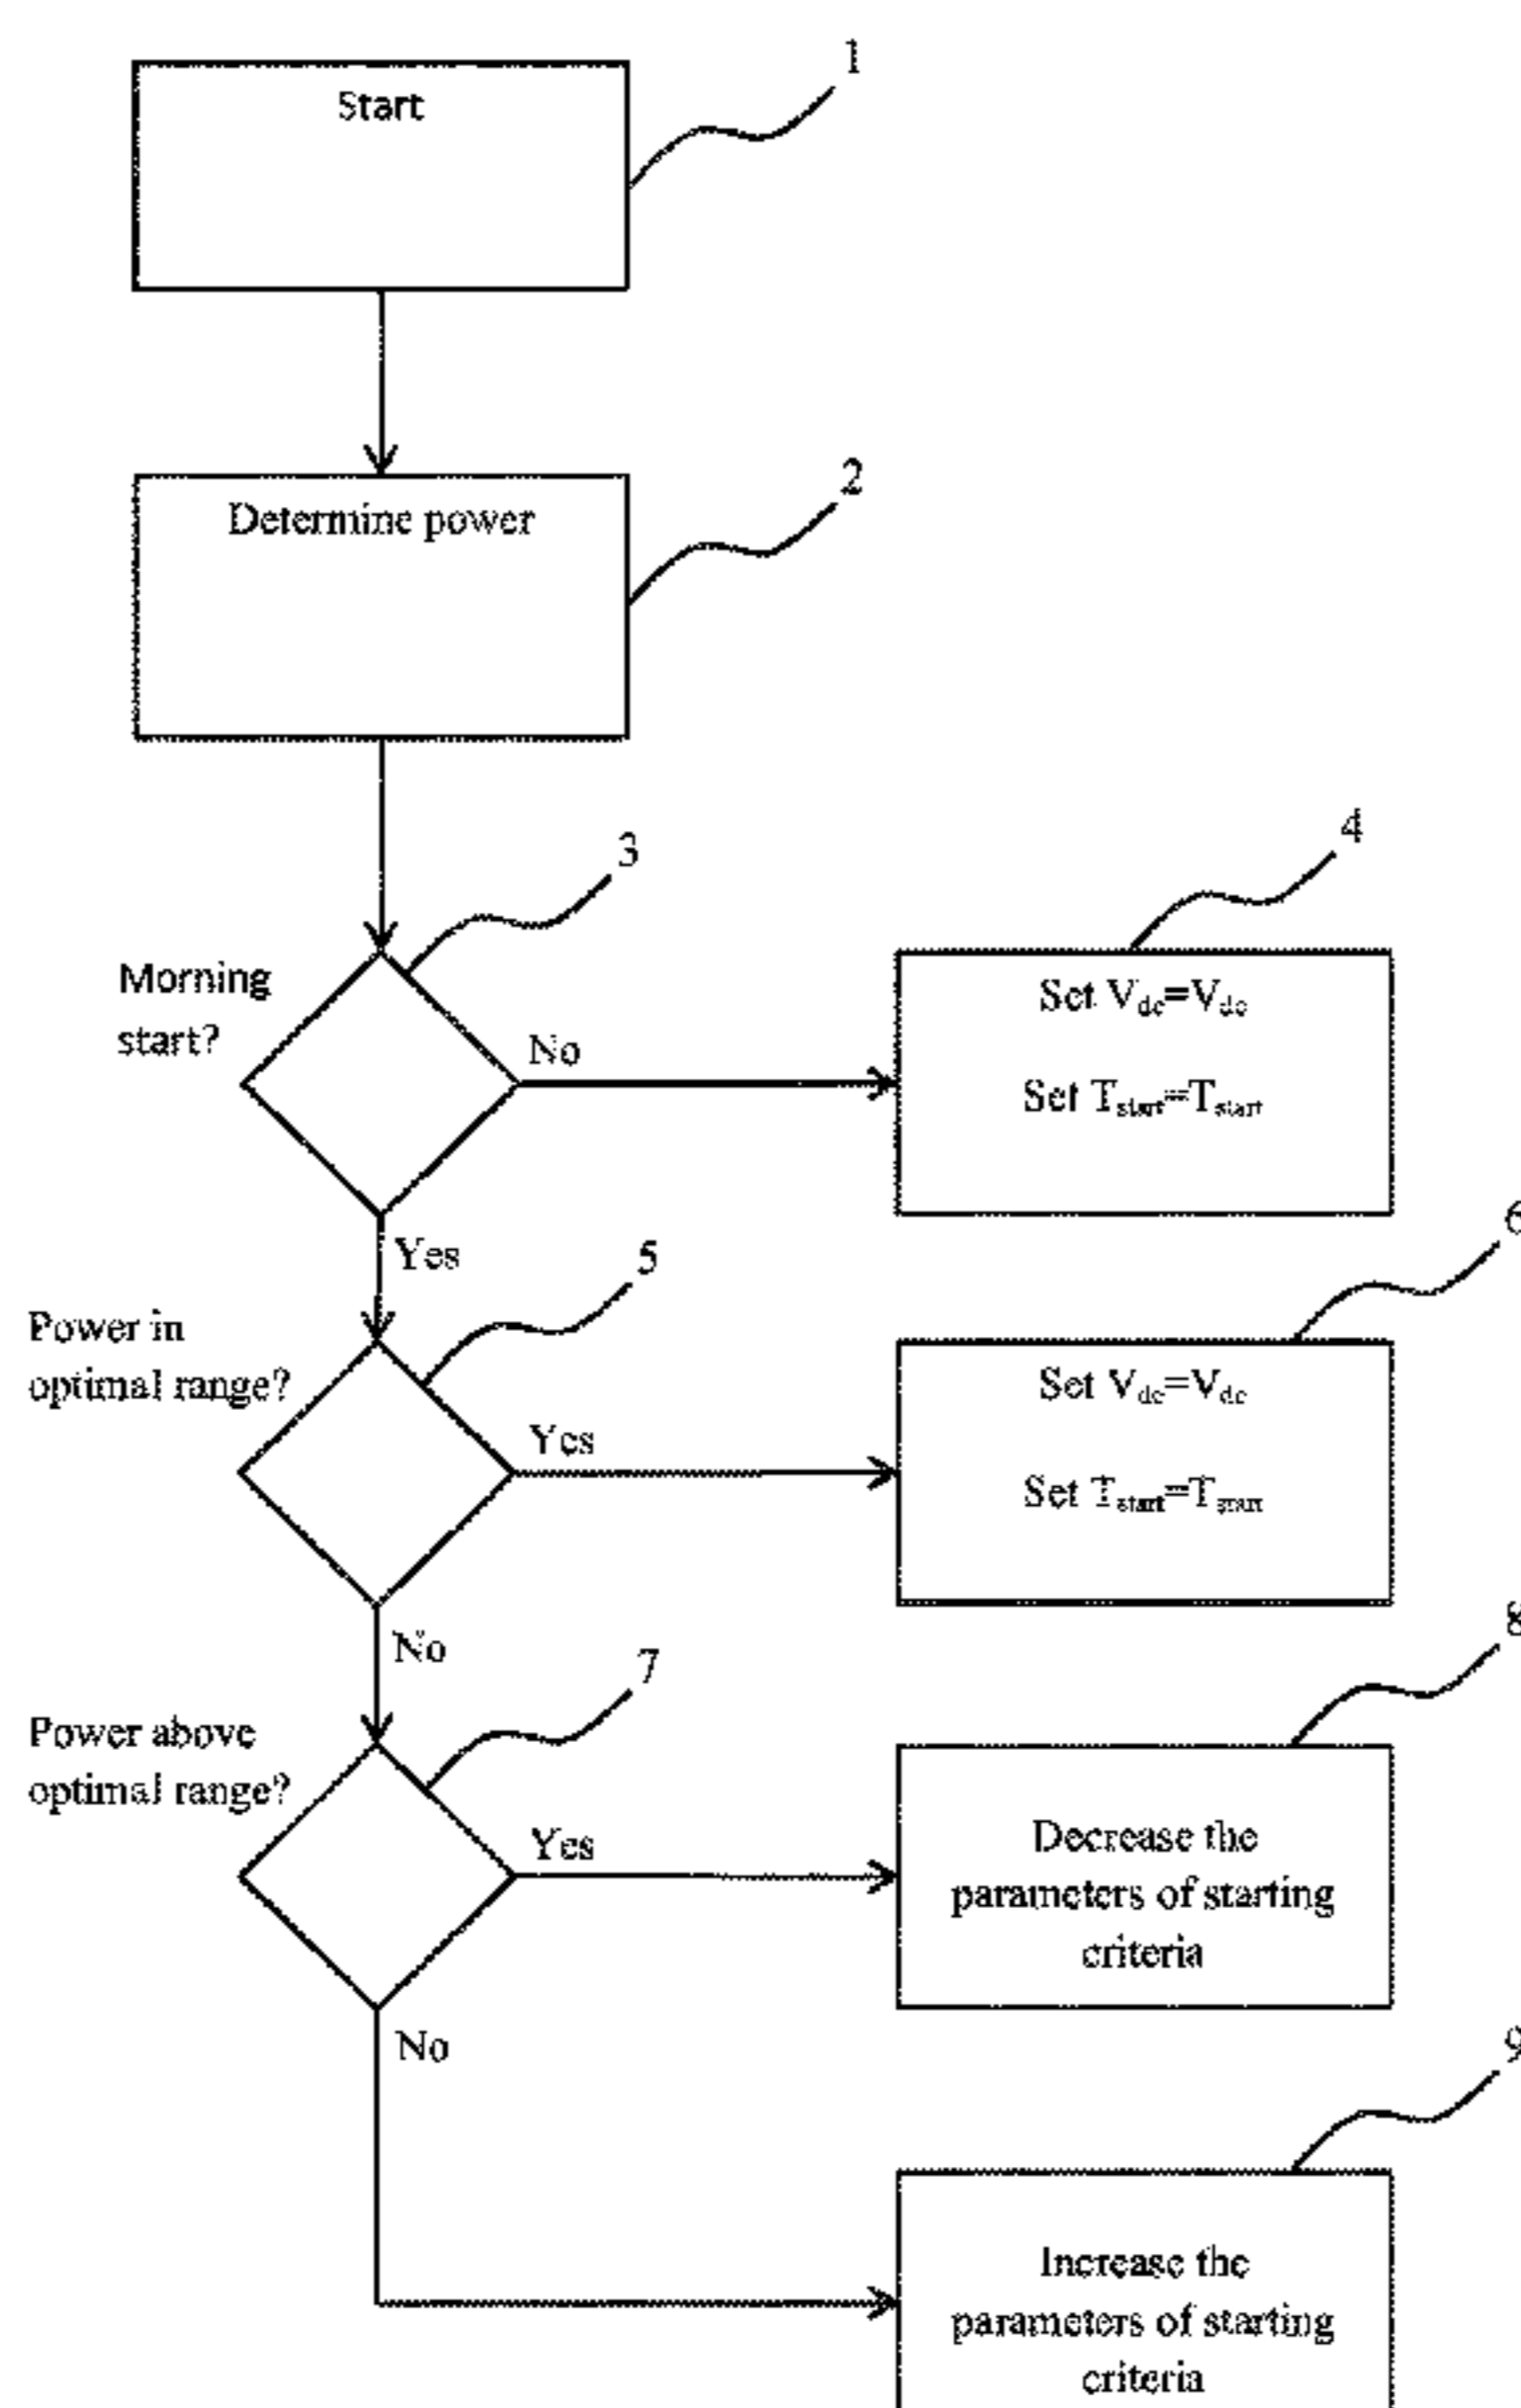 1
Start
2
Determine power
3
4
Morning
start?
No
Set Vdc=Vdc
Set Tstart=Tstart
Yes
5
6
Power in
optimal range?
Yes
Set Vdc=Vdc
Set Tstart=Tstart
No
7
8
Power above
optimal range?
Yes
Decrease the
parameters of starting
criteria
No
9
Increase the
parameters of starting
criteria